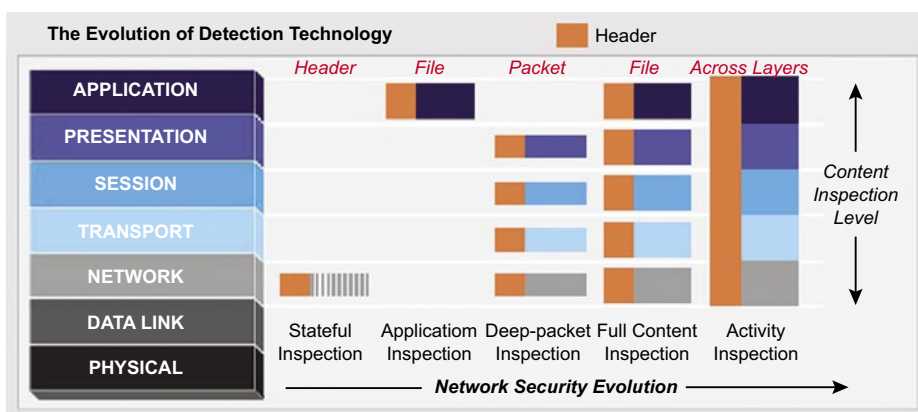 The Evolution of Detection Technology
Header
Header File Packet File Across Layers
APPLICATION
PRESENTATION
SESSION
TRANSPORT
NETWORK
DATA LINK
PHYSICAL
Content
Inspection
Level
Stateful
Inspection
Applicatiom
Inspection
Deep-packet
Inspection
Full Content
Inspection
Activity
Inspection
Network Security Evolution